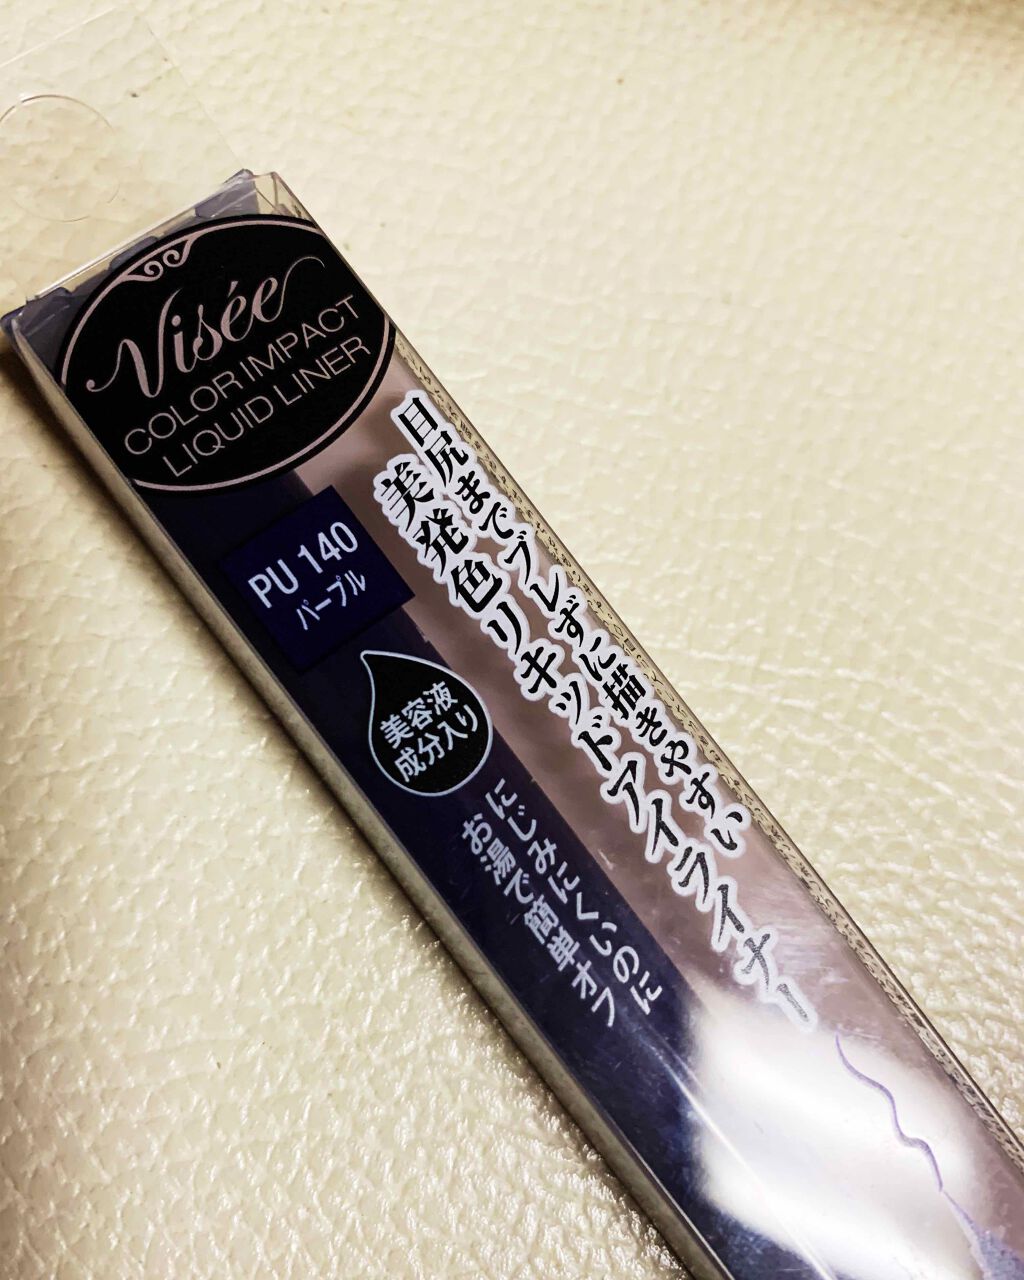 Visée
COLOR IMPACT
LIQUID LINER
目尻までブレずに描きやすい
美発色リキッドアイライナー
PU 140
パープル
美容液
成分入り
にじみにくいのに
お湯で簡単オフ